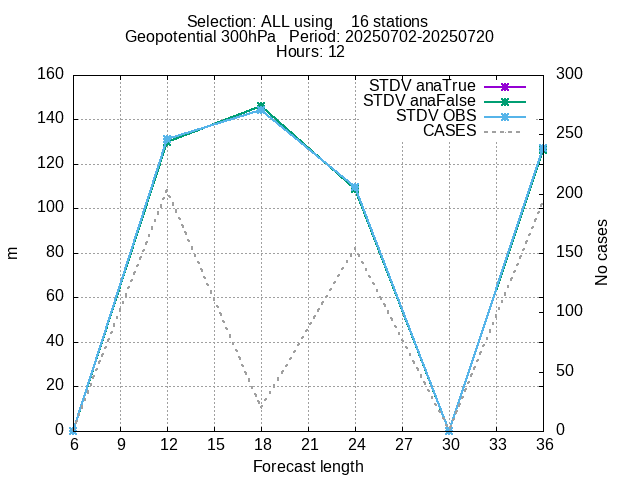 Selection: ALL using    16 stations
Geopotential 300hPa   Period: 20250702-20250720
Hours: 12
160
140
120
100
80
60
40
20
0
m
300
250
200
150
100
50
0
No cases
STDV anaTrue
STDV anaFalse
STDV OBS
CASES
6 9 12 15 18 21 24 27 30 33 36
Forecast length